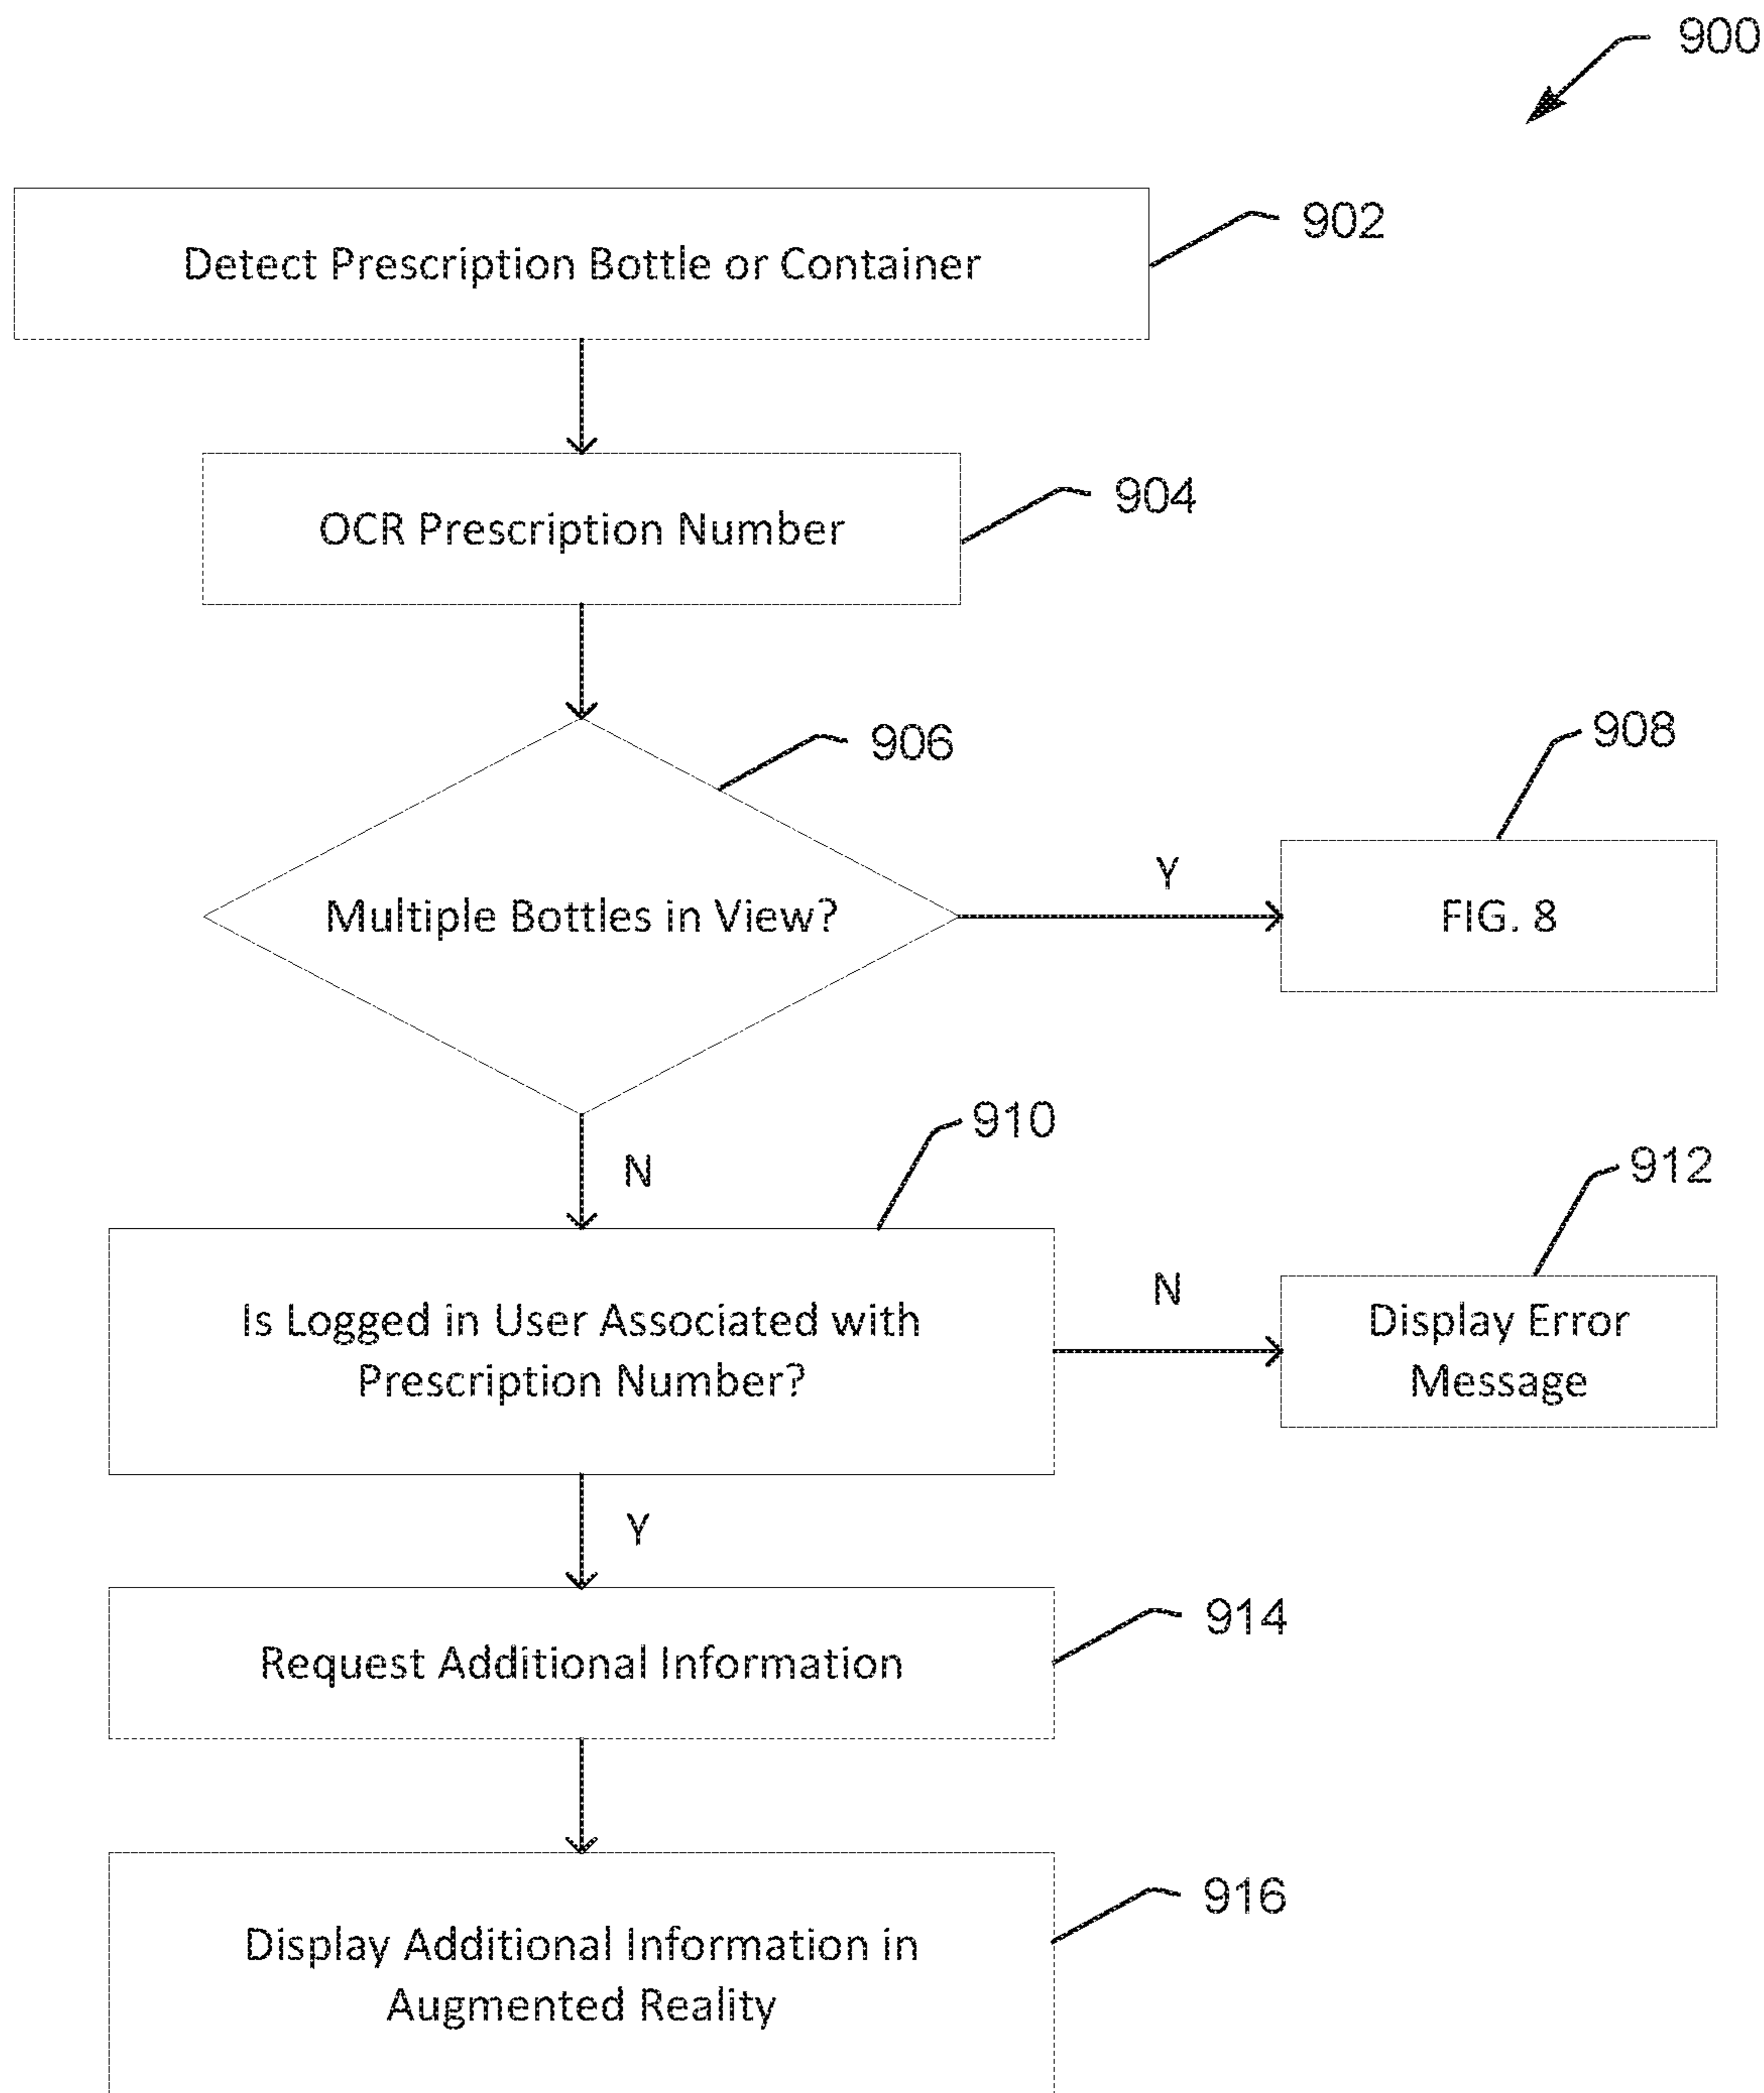 900
Detect Prescription Bottle or Container
902
OCR Prescription Number
904
906
Multiple Bottles in View?
Y
908
FIG. 8
N
910
Is Logged in User Associated with
Prescription Number?
N
912
Display Error
Message
Y
Request Additional Information
914
Display Additional Information in
Augmented Reality
916